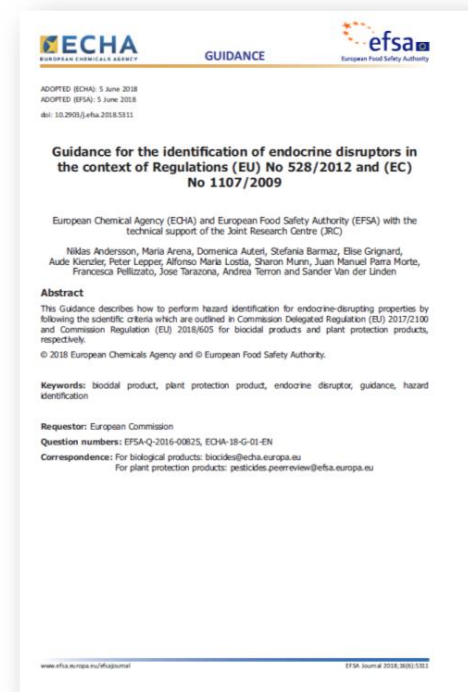 ECHA
EUROPEAN CHEMICALS AGENCY
GUIDANCE
efsa
European Food Safety Authority
ADOPTED (ECHA): 5 June 2018
ADOPTED (EFSA): 5 June 2018
doi: 10.2903/j.efsa.2018.5311
Guidance for the identification of endocrine disruptors in
the context of Regulations (EU) No 528/2012 and (EC)
No 1107/2009
European Chemical Agency (ECHA) and European Food Safety Authority (EFSA) with the
technical support of the Joint Research Centre (JRC)
Niklas Andersson, Maria Arena, Domenica Auteri, Stefania Barmaz, Elise Grignard,
Aude Kienzler, Peter Lepper, Alfonso Maria Lostia, Sharon Munn, Juan Manuel Parra Morte,
Francesca Pellizzato, Jose Tarazona, Andrea Terron and Sander Van der Linden
Abstract
This Guidance describes how to perform hazard identification for endocrine-disrupting properties by
following the scientific criteria which are outlined in Commission Delegated Regulation (EU) 2017/2100
and Commission Regulation (EU) 2018/605 for biocidal products and plant protection products,
respectively.
© 2018 European Chemicals Agency and © European Food Safety Authority.
Keywords: biocidal product, plant protection product, endocrine disruptor, guidance, hazard
identification
Requestor: European Commission
Question numbers: EFSA-Q-2016-00825, ECHA-18-G-01-EN
Correspondence: For biological products: biocides@echa.europa.eu
For plant protection products: pesticides.peerreview@efsa.europa.eu
www.efsa.europa.eu/efsajournal
EFSA Journal 2018;16(6):5311